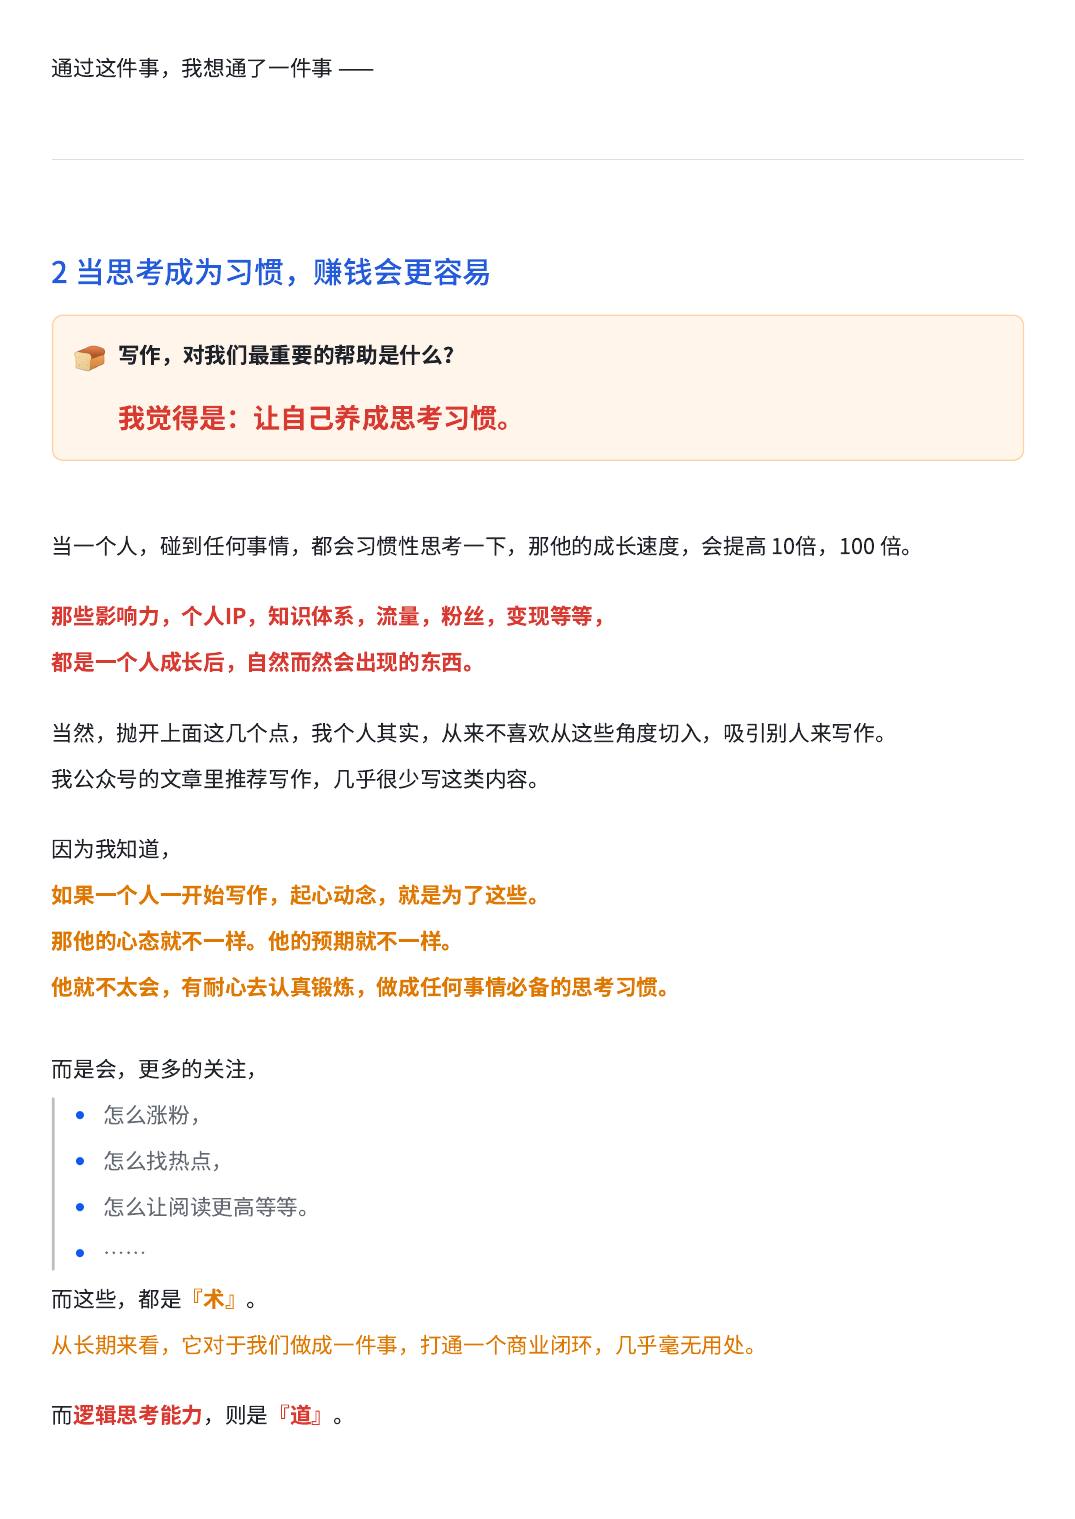 通过这件事，我想通了一件事 ——
2 当思考成为习惯，赚钱会更容易
写作，对我们最重要的帮助是什么？
我觉得是：让自己养成思考习惯。
当一个人，碰到任何事情，都会习惯性思考一下，那他的成长速度，会提高 10倍，100 倍。
那些影响力，个人IP，知识体系，流量，粉丝，变现等等，
都是一个人成长后，自然而然会出现的东西。
当然，抛开上面这几个点，我个人其实，从来不喜欢从这些角度切入，吸引别人来写作。
我公众号的文章里推荐写作，几乎很少写这类内容。
因为我知道，
如果一个人一开始写作，起心动念，就是为了这些。
那他的心态就不一样。他的预期就不一样。
他就不太会，有耐心去认真锻炼，做成任何事情必备的思考习惯。
而是会，更多的关注，
• 怎么涨粉，
• 怎么找热点，
• 怎么让阅读更高等等。
• ……
而这些，都是『术』。
从长期来看，它对于我们做成一件事，打通一个商业闭环，几乎毫无用处。
而逻辑思考能力，则是『道』。